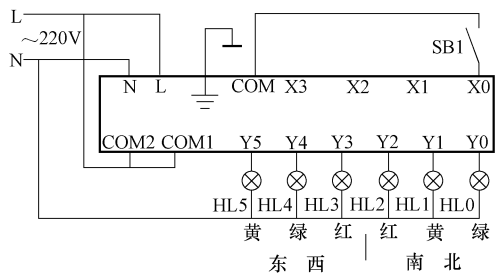 L
～220V
N
SB1
N L COM X3 X2 X1 X0
COM2 COM1 Y5 Y4 Y3 Y2 Y1 Y0
HL5 HL4 HL3 HL2 HL1 HL0
黄 绿 红 红 黄 绿
东 西 南 北